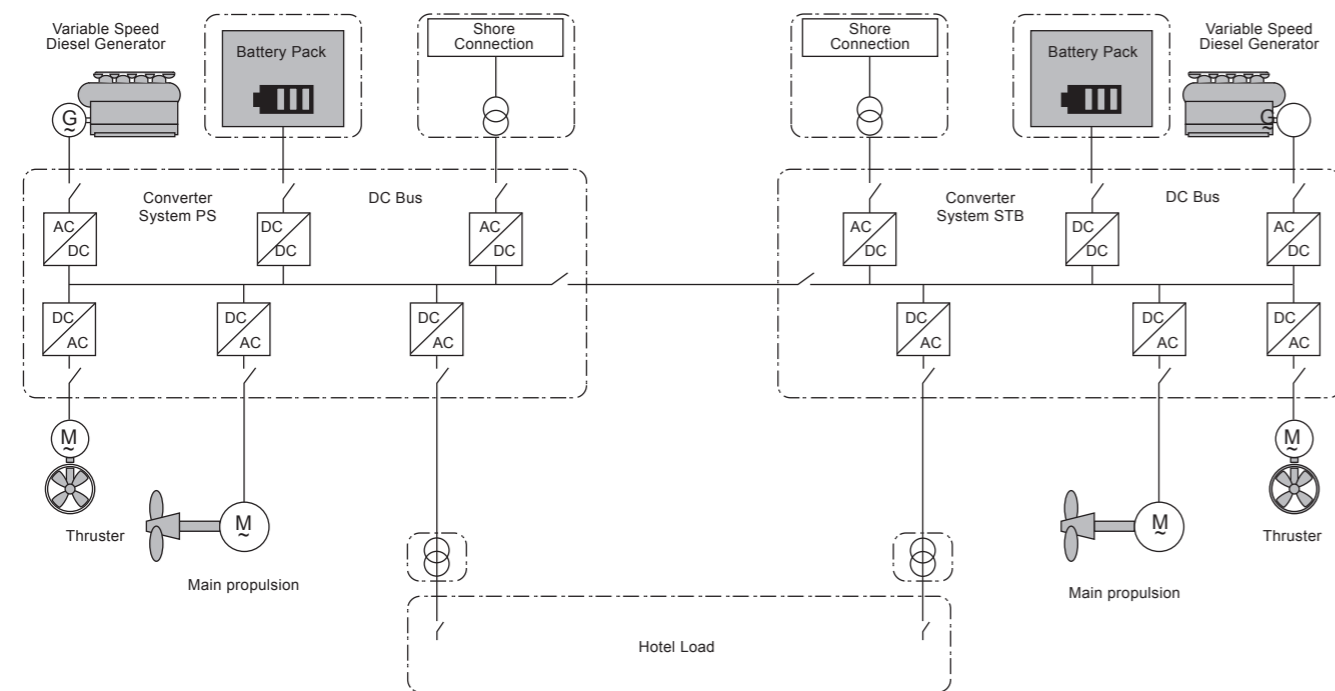 Variable Speed
Diesel Generator
Battery Pack
Shore
Connection
Shore
Connection
Battery Pack
Variable Speed
Diesel Generator
G
~
G
~
Converter
System PS
DC Bus
Converter
System STB
DC Bus
AC
DC
DC
DC
AC
DC
AC
DC
DC
DC
AC
DC
DC
AC
DC
AC
DC
AC
DC
AC
DC
AC
DC
AC
M
~
M
~
Thruster
M
~
M
~
Thruster
Main propulsion
Main propulsion
Hotel Load